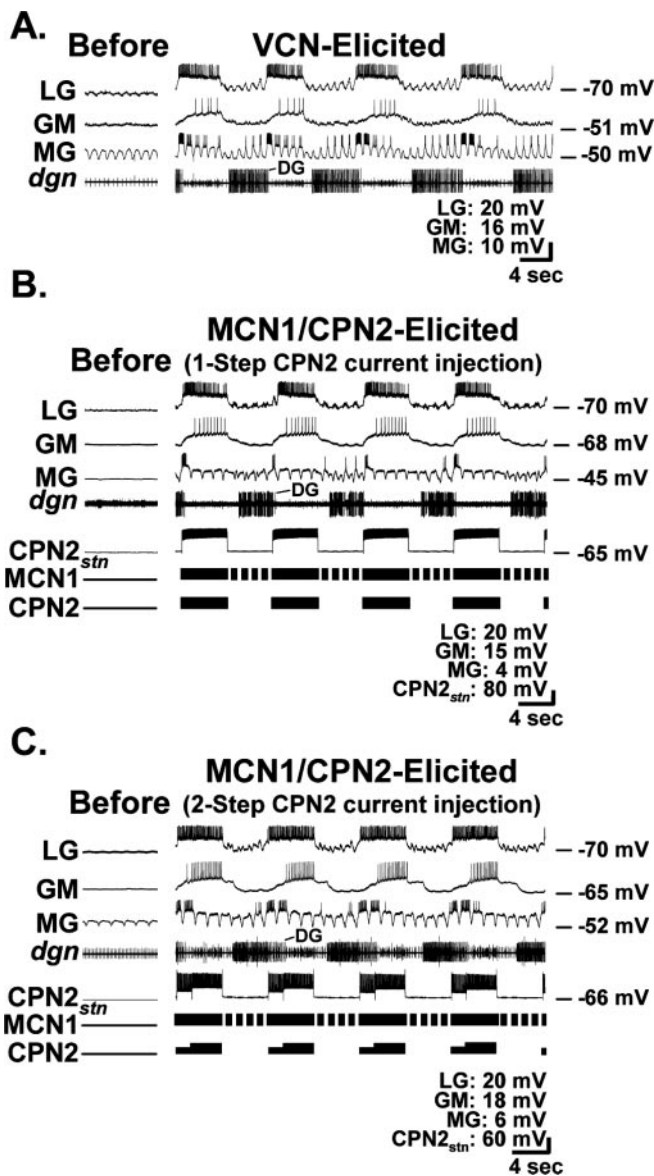 A.
Before VCN-Elicited
LG -70 mV
GM -51 mV
MG -50 mV
dgn DG
LG: 20 mV
GM: 16 mV
MG: 10 mV
4 sec
B.
MCN1/CPN2-Elicited
Before (1-Step CPN2 current injection)
LG -70 mV
GM -68 mV
MG -45 mV
dgn DG
CPN2stn -65 mV
MCN1
CPN2
LG: 20 mV
GM: 15 mV
MG: 4 mV
CPN2stn: 80 mV
4 sec
C.
MCN1/CPN2-Elicited
Before (2-Step CPN2 current injection)
LG -70 mV
GM -65 mV
MG -52 mV
dgn DG
CPN2stn -66 mV
MCN1
CPN2
LG: 20 mV
GM: 18 mV
MG: 6 mV
CPN2stn: 60 mV
4 sec